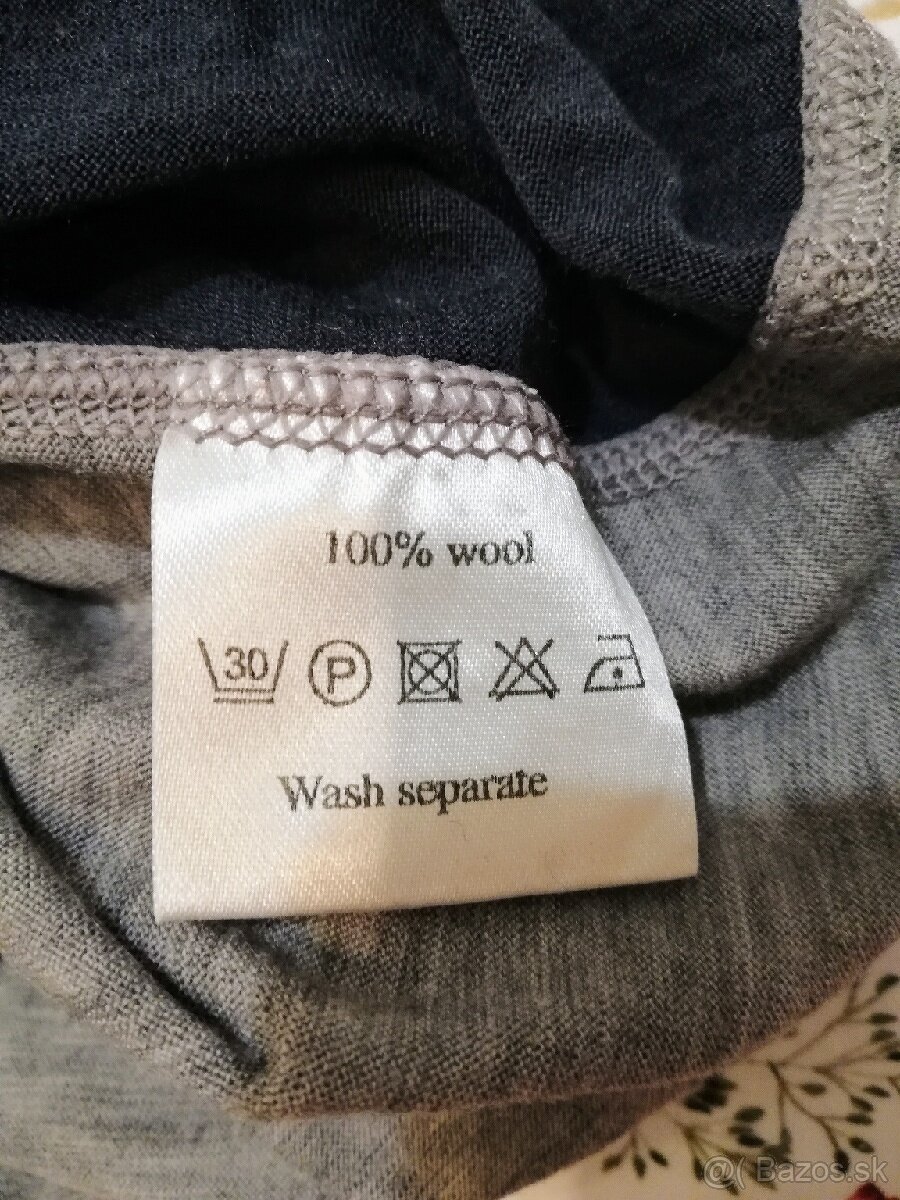 100% wool
30 P
Wash separate
@( Bazos.sk